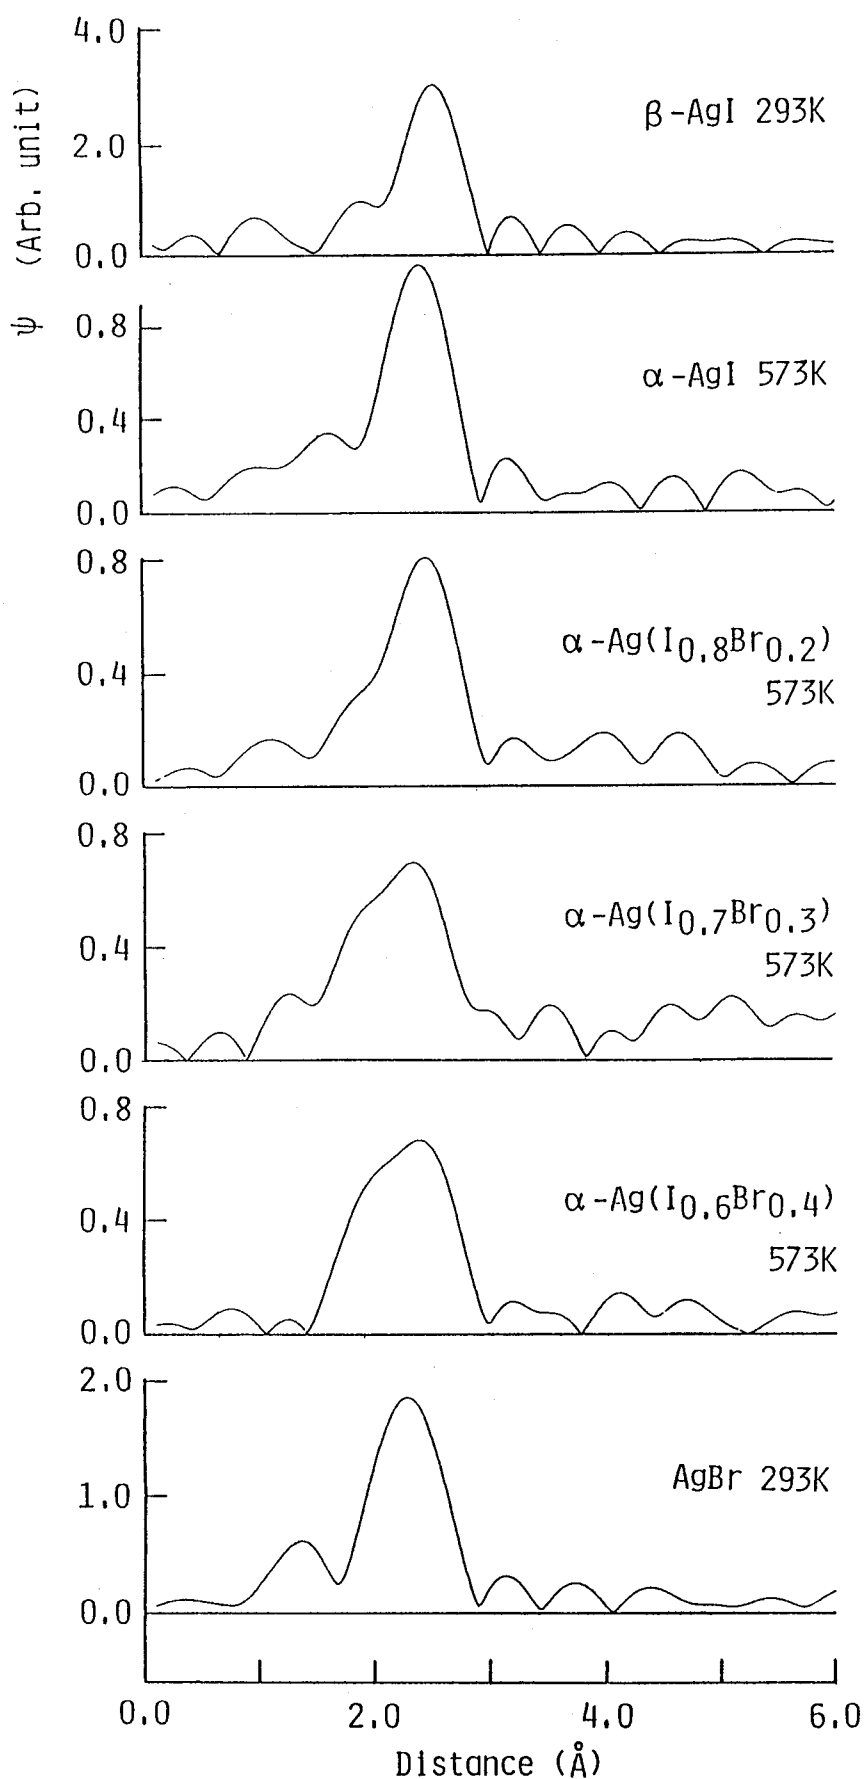 ψ (Arb. unit)
4.0
2.0
0.0
β-AgI 293K
0.8
0.4
0.0
α-AgI 573K
0.8
0.4
0.0
α-Ag(I0.8Br0.2)
573K
0.8
0.4
0.0
α-Ag(I0.7Br0.3)
573K
0.8
0.4
0.0
α-Ag(I0.6Br0.4)
573K
2.0
1.0
0.0
AgBr 293K
0.0 2.0 4.0 6.0
Distance (Å)